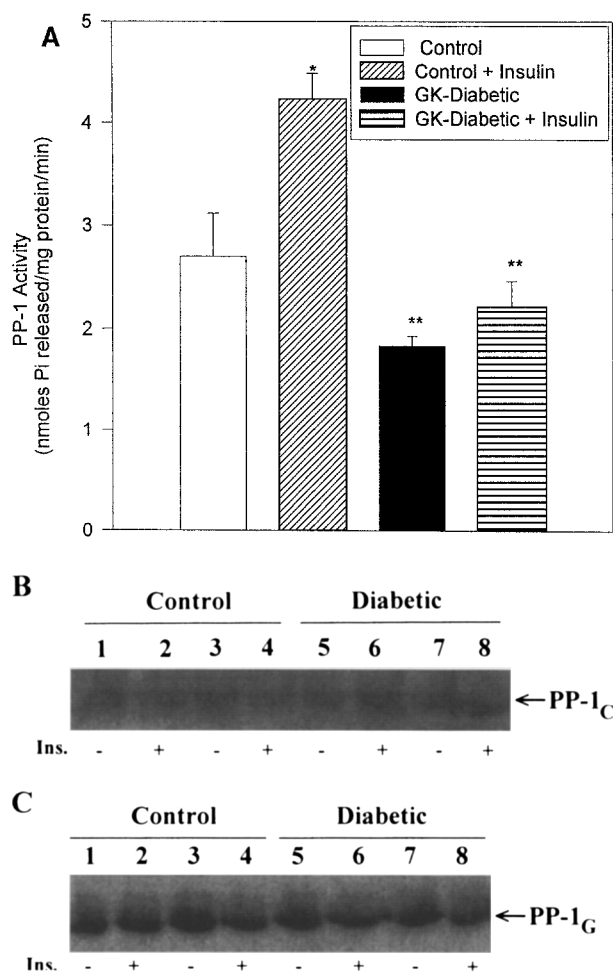 A
5
4
3
2
1
0
PP-1 Activity
(nmoles Pi released/mg protein/min)
*
**
**
Control
Control + Insulin
GK-Diabetic
GK-Diabetic + Insulin
B
Control Diabetic
1 2 3 4 5 6 7 8
PP-1C
Ins. - + - + - + - +
C
Control Diabetic
1 2 3 4 5 6 7 8
PP-1G
Ins. - + - + - + - +